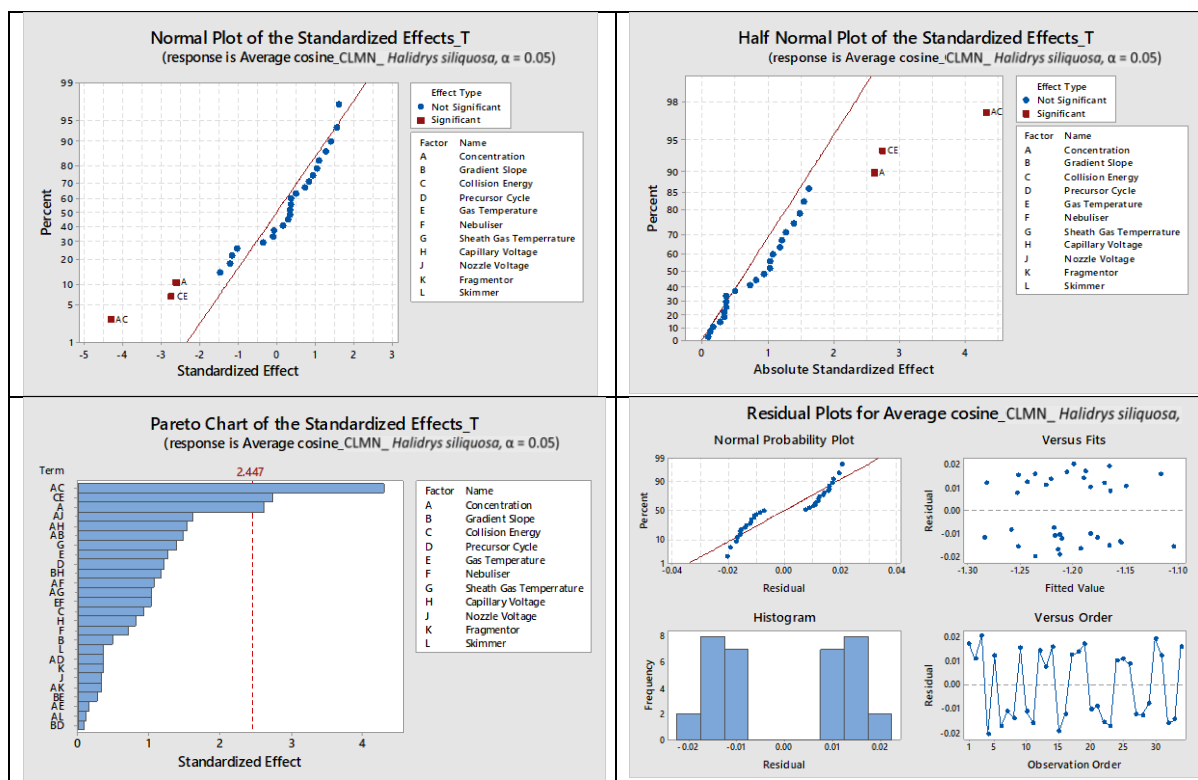 Normal Plot of the Standardized Effects_T
(response is Average cosine_CLMN_ Halidrys siliquosa, α = 0.05)
99
95
90
80
70
60
50
40
30
20
10
5
1
Percent
-5 -4 -3 -2 -1 0 1 2 3
Standardized Effect
A
CE
AC
Effect Type
Not Significant
Significant
Factor Name
A Concentration
B Gradient Slope
C Collision Energy
D Precursor Cycle
E Gas Temperature
F Nebuliser
G Sheath Gas Temperrature
H Capillary Voltage
J Nozzle Voltage
K Fragmentor
L Skimmer
Half Normal Plot of the Standardized Effects_T
(response is Average cosine_CLMN_ Halidrys siliquosa, α = 0.05)
98
95
90
85
80
70
60
50
40
30
20
10
0
Percent
0 1 2 3 4
Absolute Standardized Effect
AC
CE
A
Effect Type
Not Significant
Significant
Factor Name
A Concentration
B Gradient Slope
C Collision Energy
D Precursor Cycle
E Gas Temperature
F Nebuliser
G Sheath Gas Temperrature
H Capillary Voltage
J Nozzle Voltage
K Fragmentor
L Skimmer
Pareto Chart of the Standardized Effects_T
(response is Average cosine_CLMN_ Halidrys siliquosa, α = 0.05)
Term
2.447
AC
CE
A
AJ
AH
AB
G
E
D
BH
AF
AG
EF
C
H
F
B
L
AD
K
J
AK
BE
AE
AL
BD
0 1 2 3 4
Standardized Effect
Factor Name
A Concentration
B Gradient Slope
C Collision Energy
D Precursor Cycle
E Gas Temperature
F Nebuliser
G Sheath Gas Temperrature
H Capillary Voltage
J Nozzle Voltage
K Fragmentor
L Skimmer
Residual Plots for Average cosine_CLMN_ Halidrys siliquosa,
Normal Probability Plot
99
90
50
10
1
Percent
-0.04 -0.02 0.00 0.02 0.04
Residual
Versus Fits
0.02
0.01
0.00
-0.01
-0.02
Residual
-1.30 -1.25 -1.20 -1.15 -1.10
Fitted Value
Histogram
8
6
4
2
0
Frequency
-0.02 -0.01 0.00 0.01 0.02
Residual
Versus Order
0.02
0.01
0.00
-0.01
-0.02
Residual
1 5 10 15 20 25 30
Observation Order